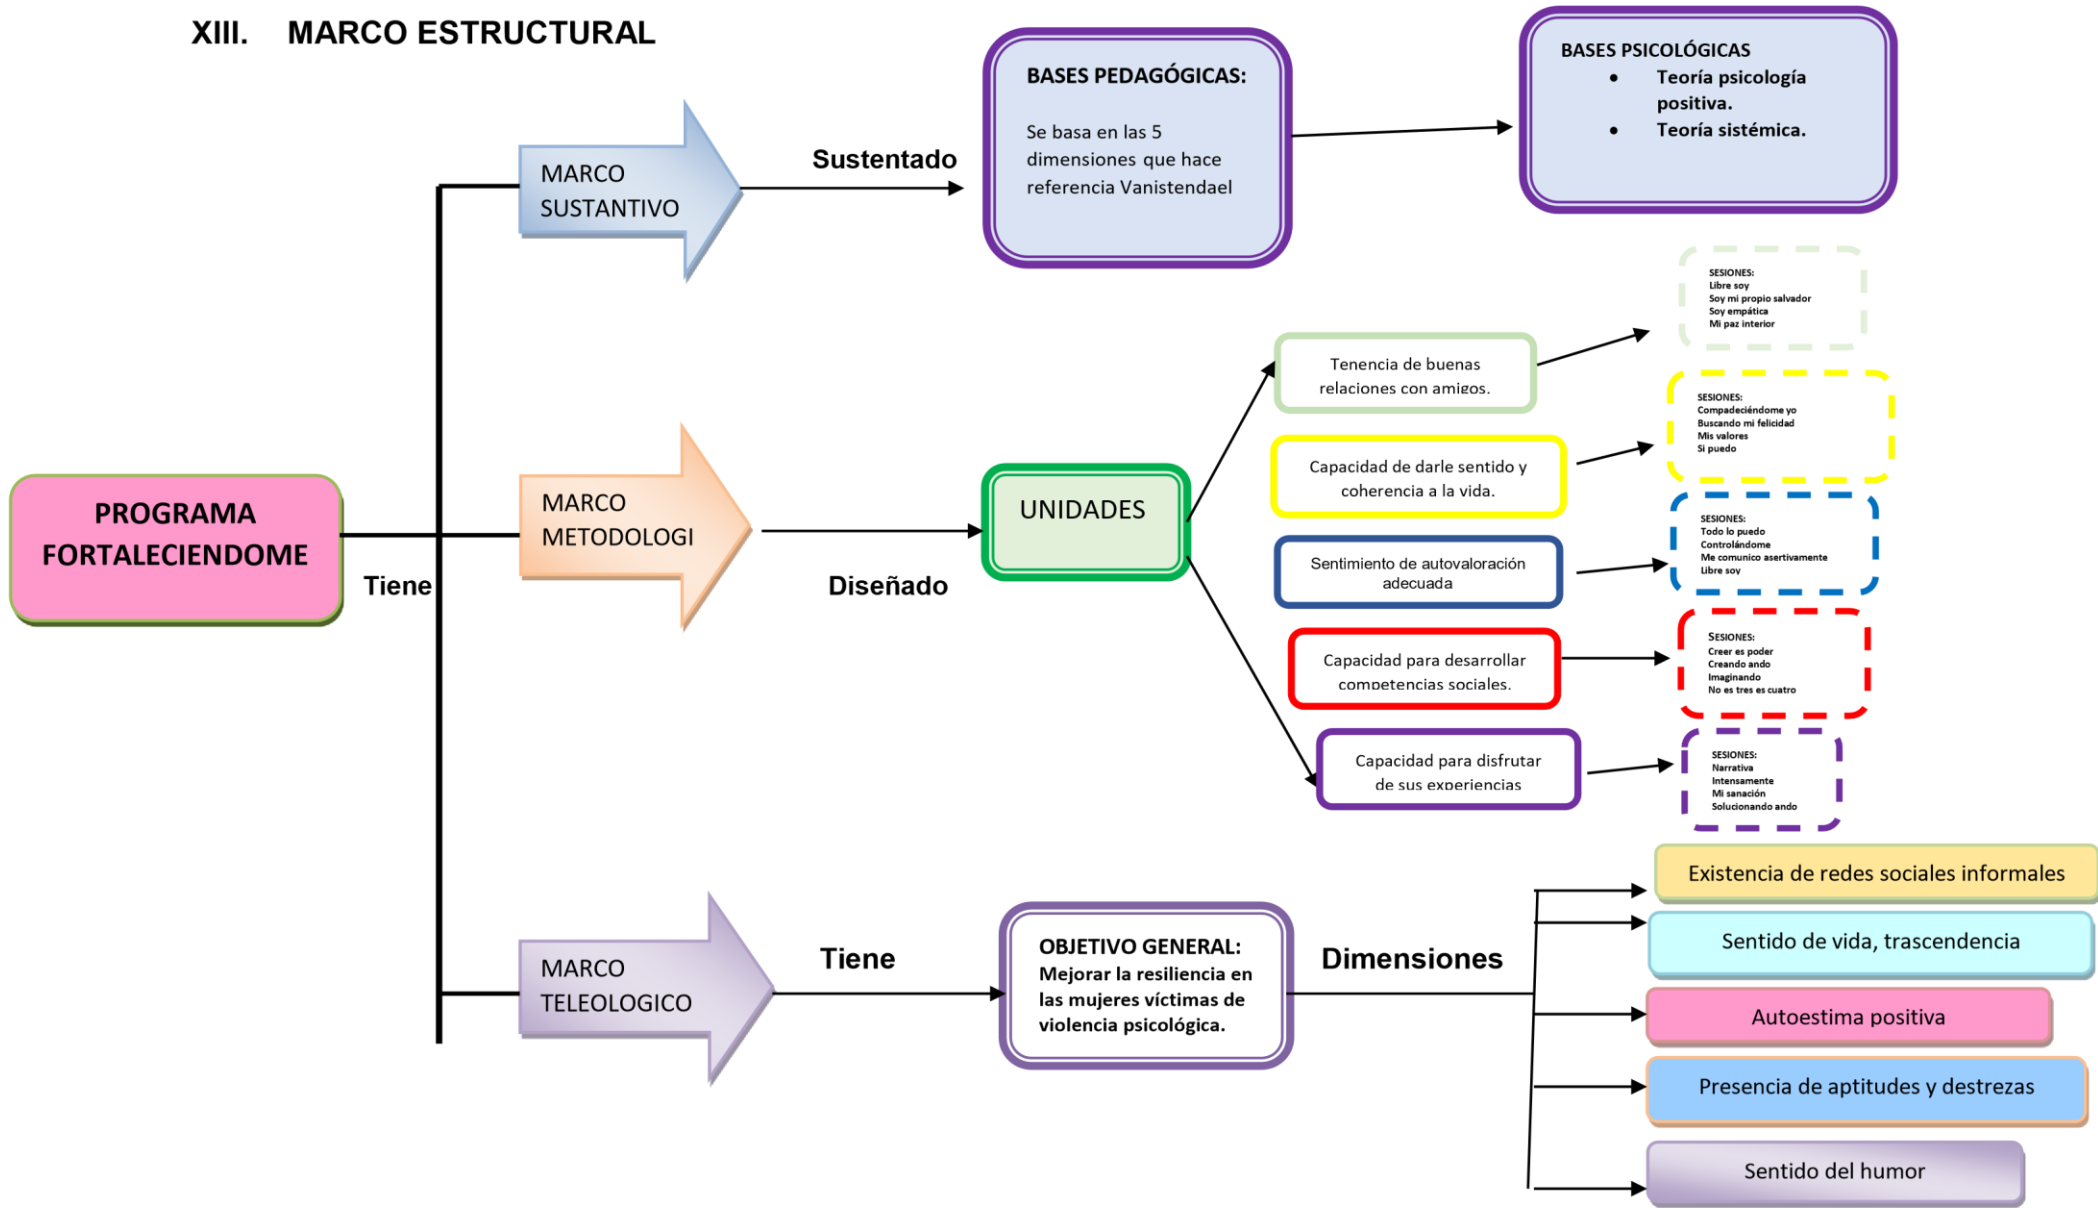 XIII. MARCO ESTRUCTURAL
BASES PEDAGÓGICAS:
Se basa en las 5
dimensiones que hace
referencia Vanistendael
BASES PSICOLÓGICAS
• Teoría psicología
positiva.
• Teoría sistémica.
MARCO
SUSTANTIVO
Sustentado
SESIONES:
Libre soy
Soy mi propio salvador
Soy empática
Mi paz interior
Tenencia de buenas
relaciones con amigos.
SESIONES:
Compadeciéndome yo
Buscando mi felicidad
Mis valores
Si puedo
Capacidad de darle sentido y
coherencia a la vida.
PROGRAMA
FORTALECIENDOME
Tiene
MARCO
METODOLOGI
Diseñado
UNIDADES
SESIONES:
Todo lo puedo
Controlándome
Me comunico asertivamente
Libre soy
Sentimiento de autovaloración
adecuada
SESIONES:
Creer es poder
Creando ando
Imaginando
No es tres es cuatro
Capacidad para desarrollar
competencias sociales.
Capacidad para disfrutar
de sus experiencias
SESIONES:
Narrativa
Intensamente
Mi sanación
Solucionando ando
MARCO
TELEOLOGICO
Tiene
OBJETIVO GENERAL:
Mejorar la resiliencia en
las mujeres víctimas de
violencia psicológica.
Dimensiones
Existencia de redes sociales informales
Sentido de vida, trascendencia
Autoestima positiva
Presencia de aptitudes y destrezas
Sentido del humor